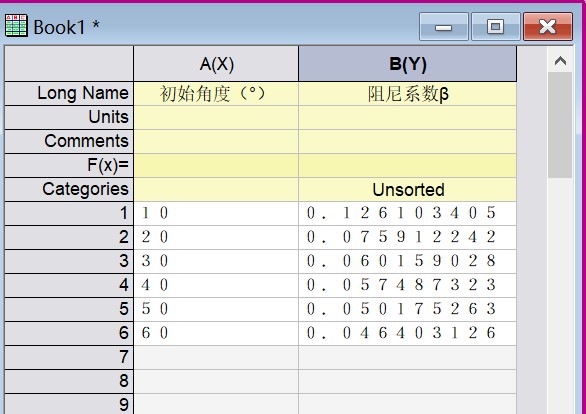 Book1 *
A(X) B(Y)
Long Name 初始角度（°） 阻尼系数β
Units
Comments
F(x)=
Categories Unsorted
1 10 0.126103405
2 20 0.075912242
3 30 0.060159028
4 40 0.057487323
5 50 0.050175263
6 60 0.046403126
7
8
9